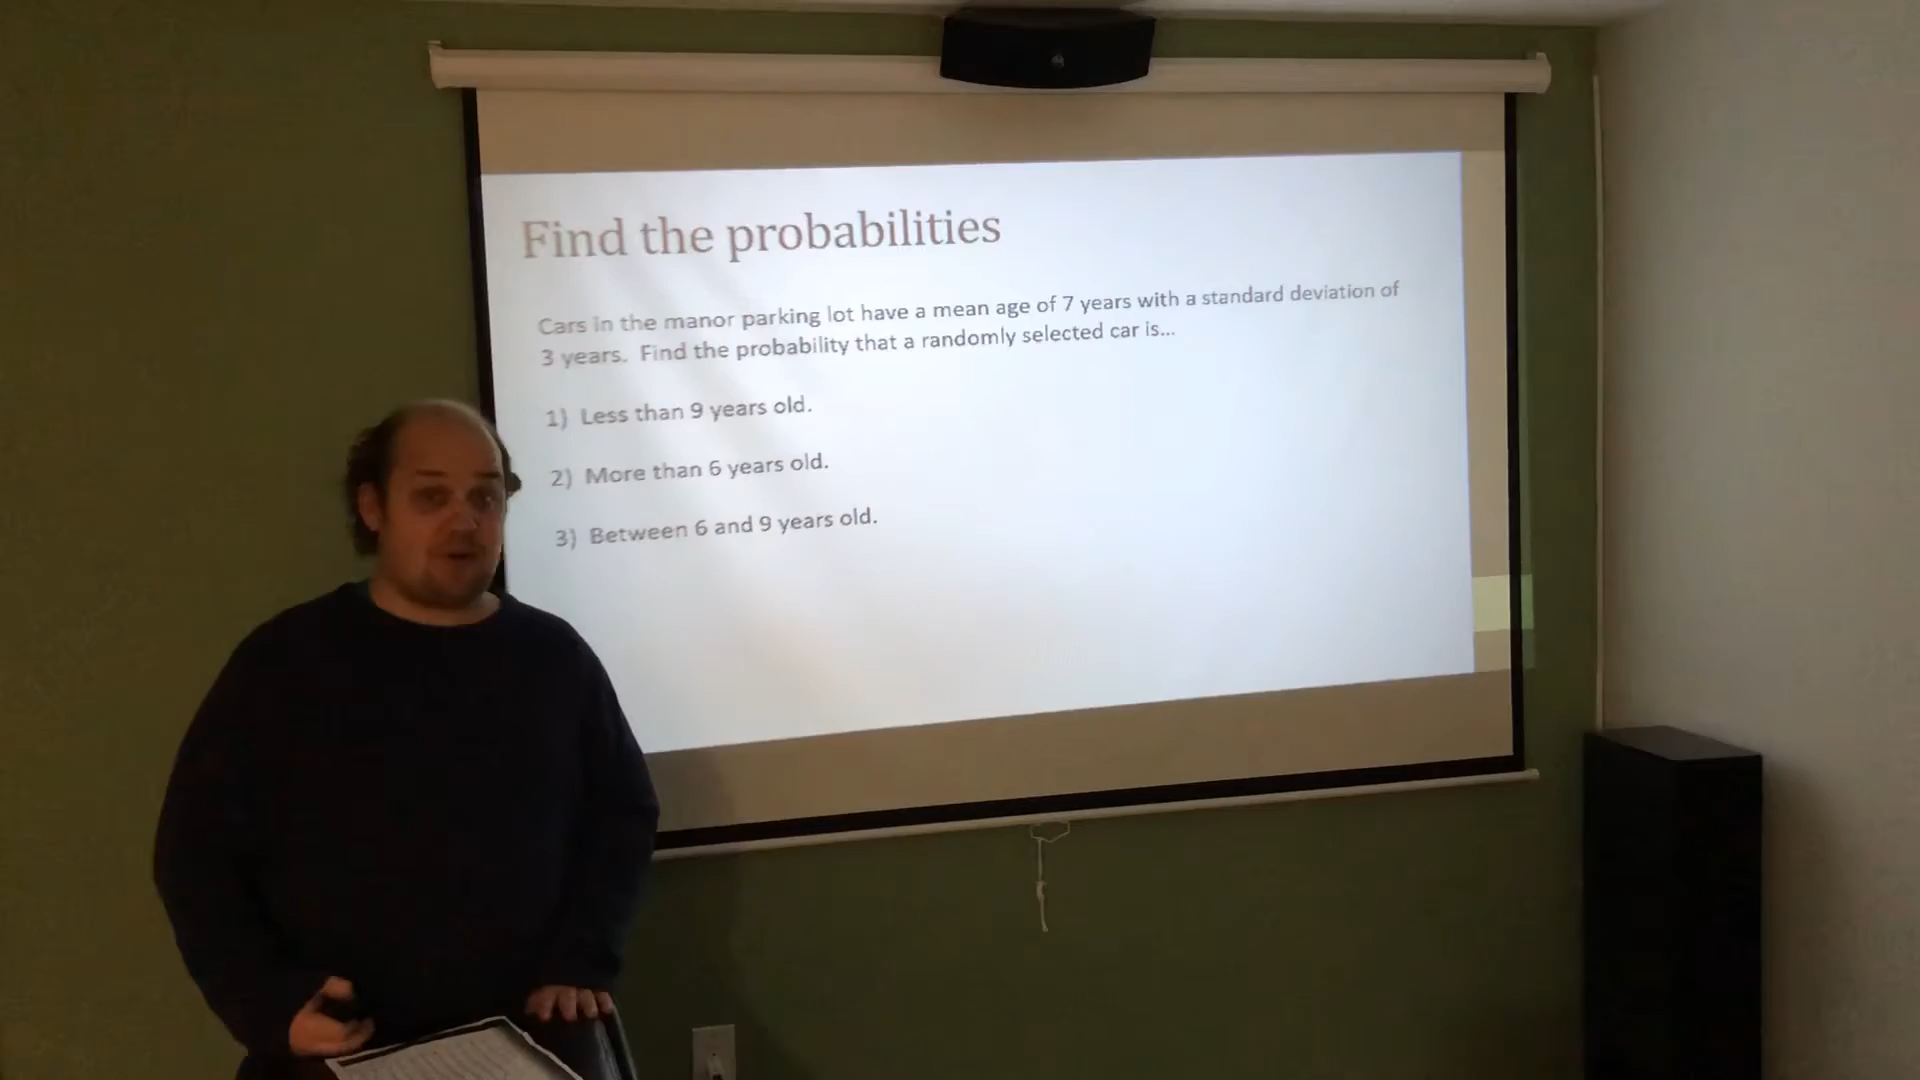 Find the probabilities
Cars in the manor parking lot have a mean age of 7 years with a standard deviation of
3 years. Find the probability that a randomly selected car is...
1) Less than 9 years old.
2) More than 6 years old.
3) Between 6 and 9 years old.